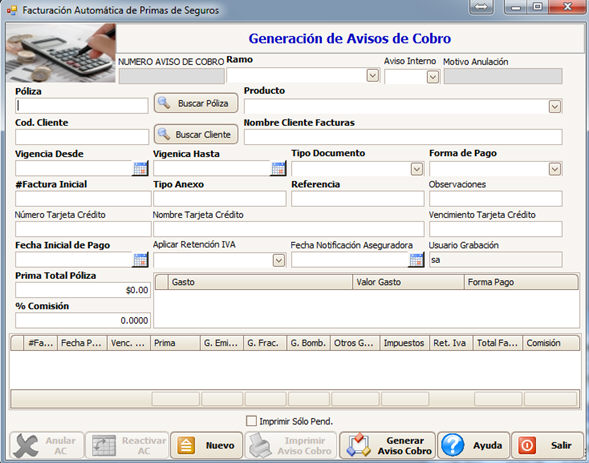 Facturación Automática de Primas de Seguros
Generación de Avisos de Cobro
NUMERO AVISO DE COBRO Ramo Aviso Interno Motivo Anulación
Póliza Producto
Buscar Póliza
Cod. Cliente Nombre Cliente Facturas
Buscar Cliente
Vigencia Desde Vigenica Hasta Tipo Documento Forma de Pago
#Factura Inicial Tipo Anexo Referencia Observaciones
Número Tarjeta Crédito Nombre Tarjeta Crédito Vencimiento Tarjeta Crédito
Fecha Inicial de Pago Aplicar Retención IVA Fecha Notificación Aseguradora Usuario Grabación
sa
Prima Total Póliza
$0.00
Gasto Valor Gasto Forma Pago
% Comisión
0.0000
#Fa... Fecha P... Venc. ... Prima G. Emi... G. Frac. G. Bomb. Otros G... Impuestos Ret. Iva Total Fa... Comisión
Imprimir Sólo Pend.
Anular AC Reactivar AC Nuevo Imprimir Aviso Cobro Generar Aviso Cobro Ayuda Salir